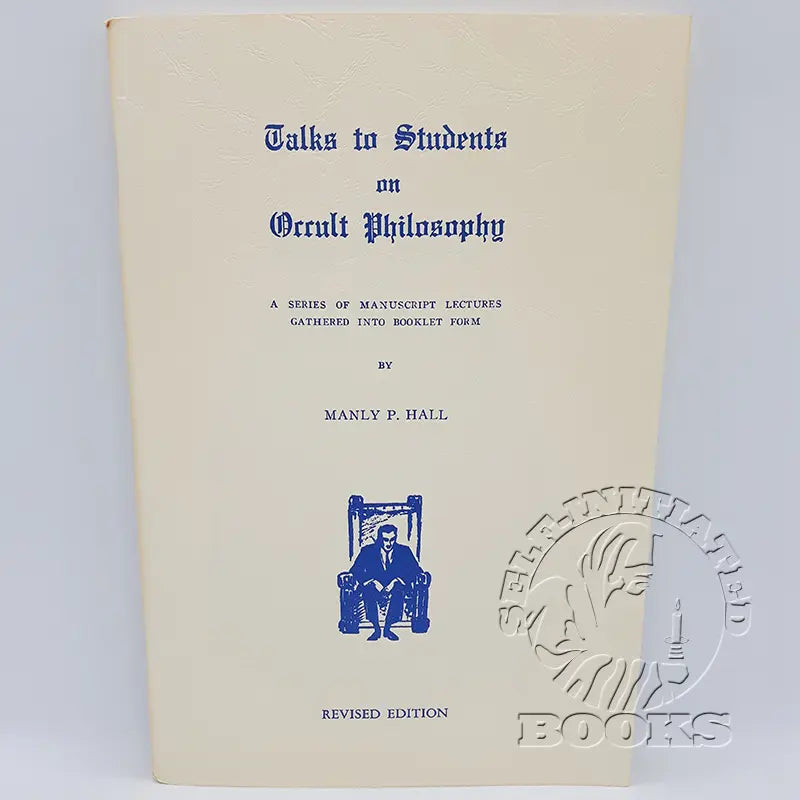 Talks to Students
on
Occult Philosophy
A SERIES OF MANUSCRIPT LECTURES
GATHERED INTO BOOKLET FORM
BY
MANLY P. HALL
REVISED EDITION
SELF-INITIATED
BOOKS